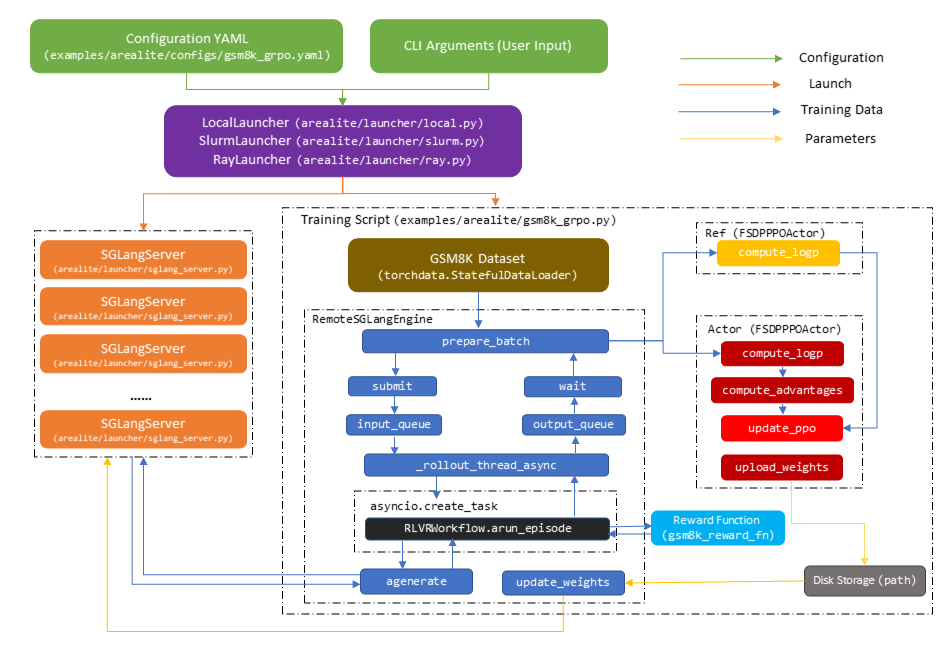 Configuration YAML
(examples/arealite/configs/gsm8k_grpo.yaml)
CLI Arguments (User Input)
Configuration
Launch
Training Data
Parameters
LocalLauncher (arealite/launcher/local.py)
SlurmLauncher (arealite/launcher/slurm.py)
RayLauncher (arealite/launcher/ray.py)
SGLangServer
(arealite/launcher/sglang_server.py)
SGLangServer
(arealite/launcher/sglang_server.py)
SGLangServer
(arealite/launcher/sglang_server.py)
......
SGLangServer
(arealite/launcher/sglang_server.py)
Training Script (examples/arealite/gsm8k_grpo.py)
GSM8K Dataset
(torchdata.StatefulDataLoader)
RemoteSGLangEngine
prepare_batch
submit
wait
input_queue
output_queue
_rollout_thread_async
asyncio.create_task
RLVRWorkflow.arun_episode
agenerate
update_weights
Ref (FSDPPPOActor)
compute_logp
Actor (FSDPPPOActor)
compute_logp
compute_advantages
update_ppo
upload_weights
Reward Function
(gsm8k_reward_fn)
Disk Storage (path)